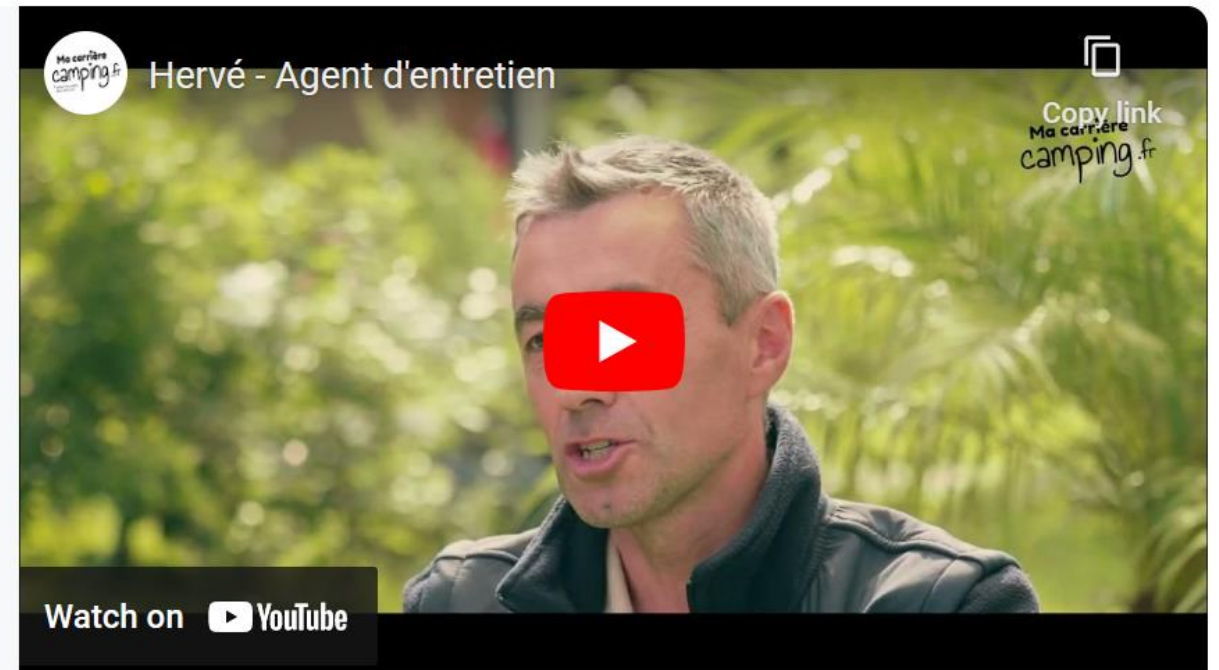 Ma carrière
camping.fr
Hervé - Agent d'entretien
Copy link
Ma carrière
camping.fr
Watch on YouTube